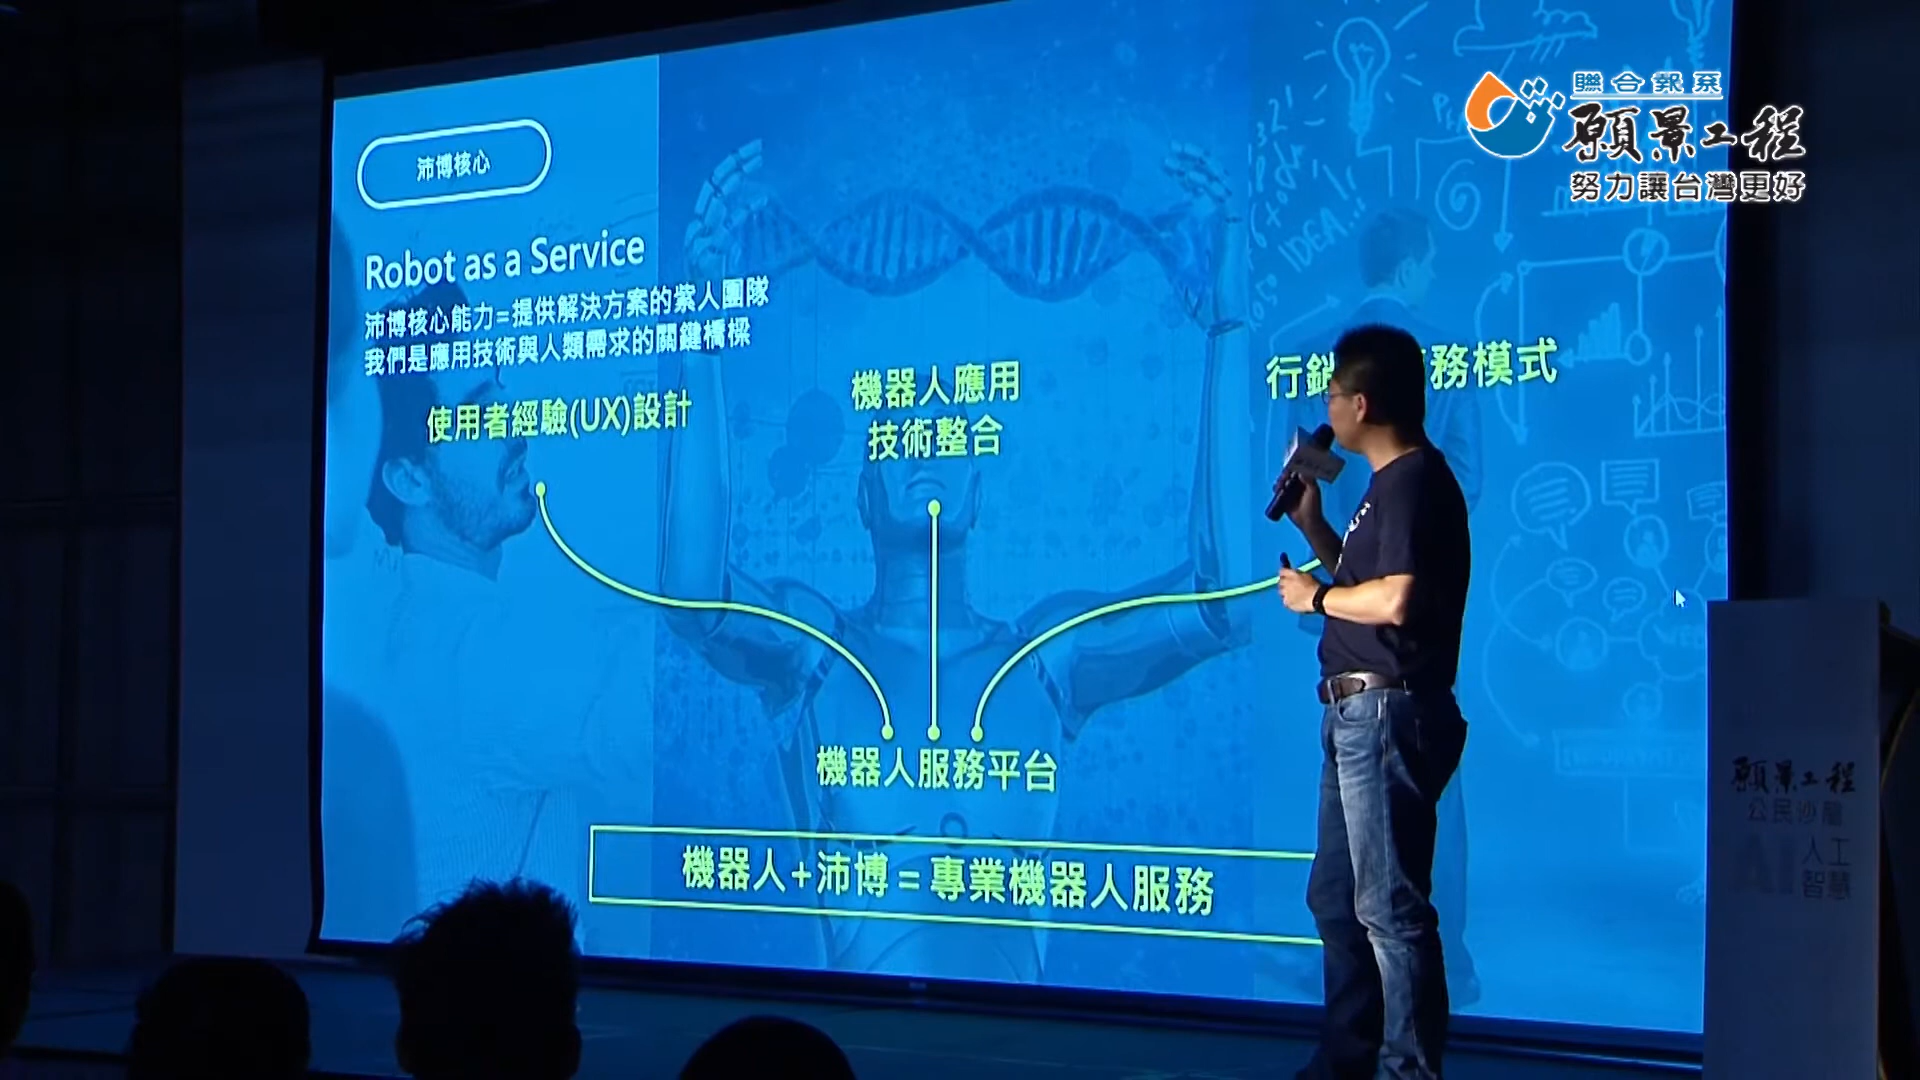 聯合報系
願景工程
努力讓台灣更好
沛博核心
Robot as a Service
沛博核心能力=提供解決方案的紫人團隊
我們是應用技術與人類需求的關鍵橋樑
使用者經驗(UX)設計
機器人應用
技術整合
行銷 務模式
機器人服務平台
機器人+沛博=專業機器人服務
IDEA...
願景工程
公民沙龍
AI 人工
智慧